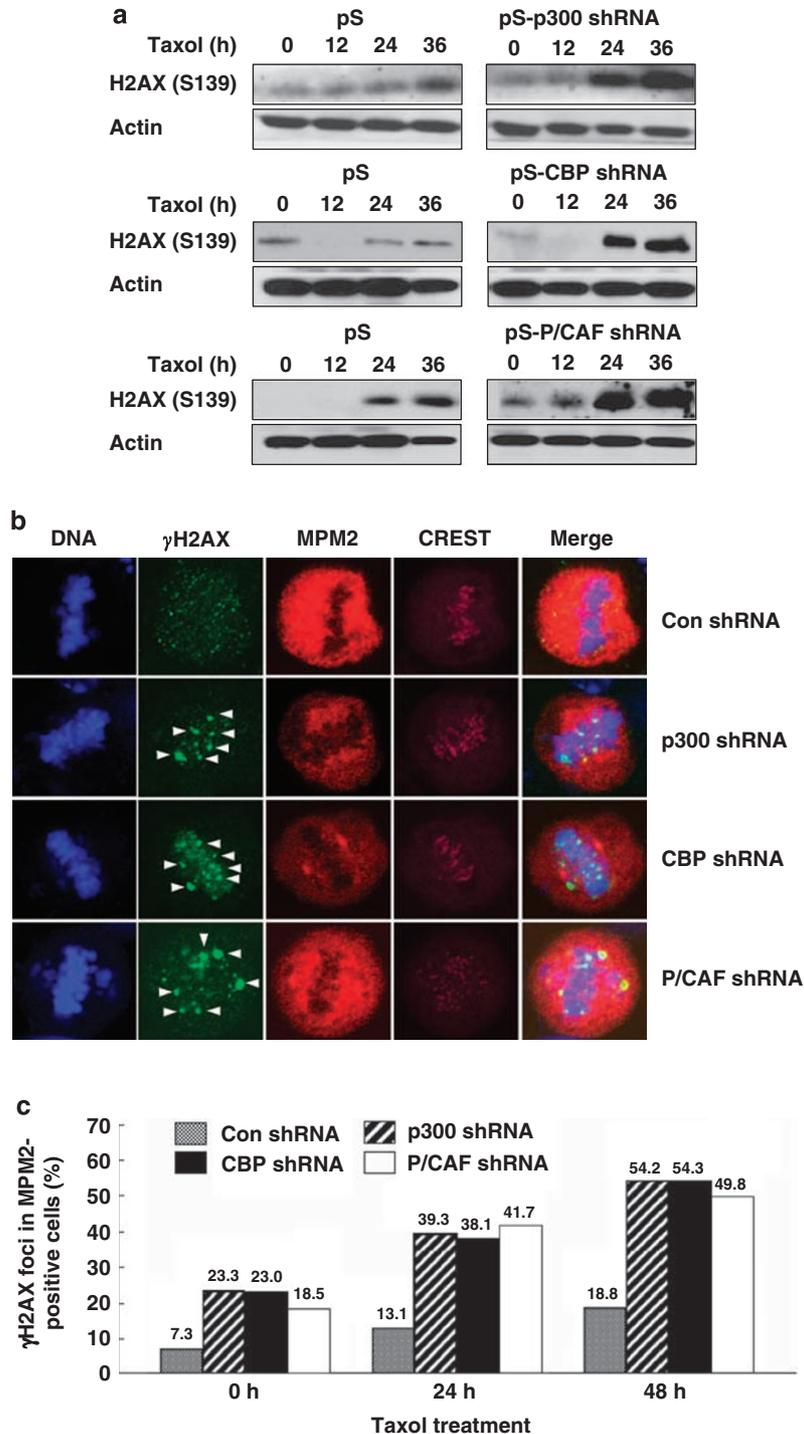 a
pS pS-p300 shRNA
Taxol (h) 0 12 24 36 0 12 24 36
H2AX (S139)
Actin
pS pS-CBP shRNA
Taxol (h) 0 12 24 36 0 12 24 36
H2AX (S139)
Actin
pS pS-P/CAF shRNA
Taxol (h) 0 12 24 36 0 12 24 36
H2AX (S139)
Actin
b
DNA γH2AX MPM2 CREST Merge
Con shRNA
p300 shRNA
CBP shRNA
P/CAF shRNA
c
γH2AX foci in MPM2-
positive cells (%)
70
60
50
40
30
20
10
0
Con shRNA p300 shRNA
CBP shRNA P/CAF shRNA
7.3 23.3 23.0 18.5
13.1 39.3 38.1 41.7
18.8 54.2 54.3 49.8
0 h 24 h 48 h
Taxol treatment